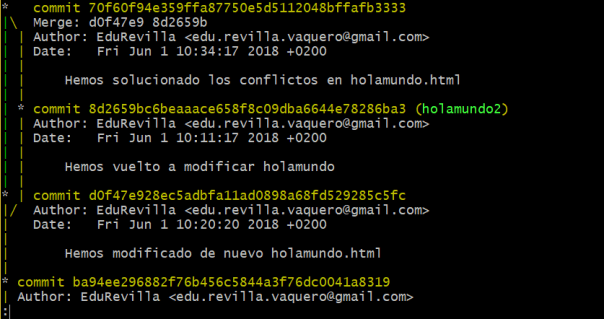 *   commit 70f60f94e359ffa87750e5d5112048bffafb3333
|\  Merge: d0f47e9 8d2659b
| | Author: EduRevilla <edu.revilla.vaquero@gmail.com>
| | Date:   Fri Jun 1 10:34:17 2018 +0200
| |
| |     Hemos solucionado los conflictos en holamundo.html
| |
| * commit 8d2659bc6beaaace658f8c09dba6644e78286ba3 (holamundo2)
| | Author: EduRevilla <edu.revilla.vaquero@gmail.com>
| | Date:   Fri Jun 1 10:11:17 2018 +0200
| |
| |     Hemos vuelto a modificar holamundo
| |
* | commit d0f47e928ec5adbfa11ad0898a68fd529285c5fc
|/  Author: EduRevilla <edu.revilla.vaquero@gmail.com>
|   Date:   Fri Jun 1 10:20:20 2018 +0200
|
|       Hemos modificado de nuevo holamundo.html
|
* commit ba94ee296882f76b456c5844a3f76dc0041a8319
| Author: EduRevilla <edu.revilla.vaquero@gmail.com>
: